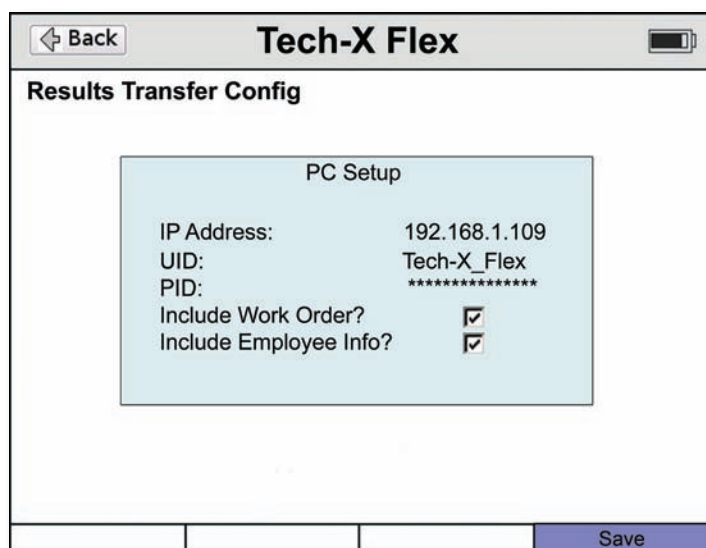 Back
Tech-X Flex
Results Transfer Config
PC Setup
IP Address: 192.168.1.109
UID: Tech-X_Flex
PID: ***************
Include Work Order?
Include Employee Info?
Save